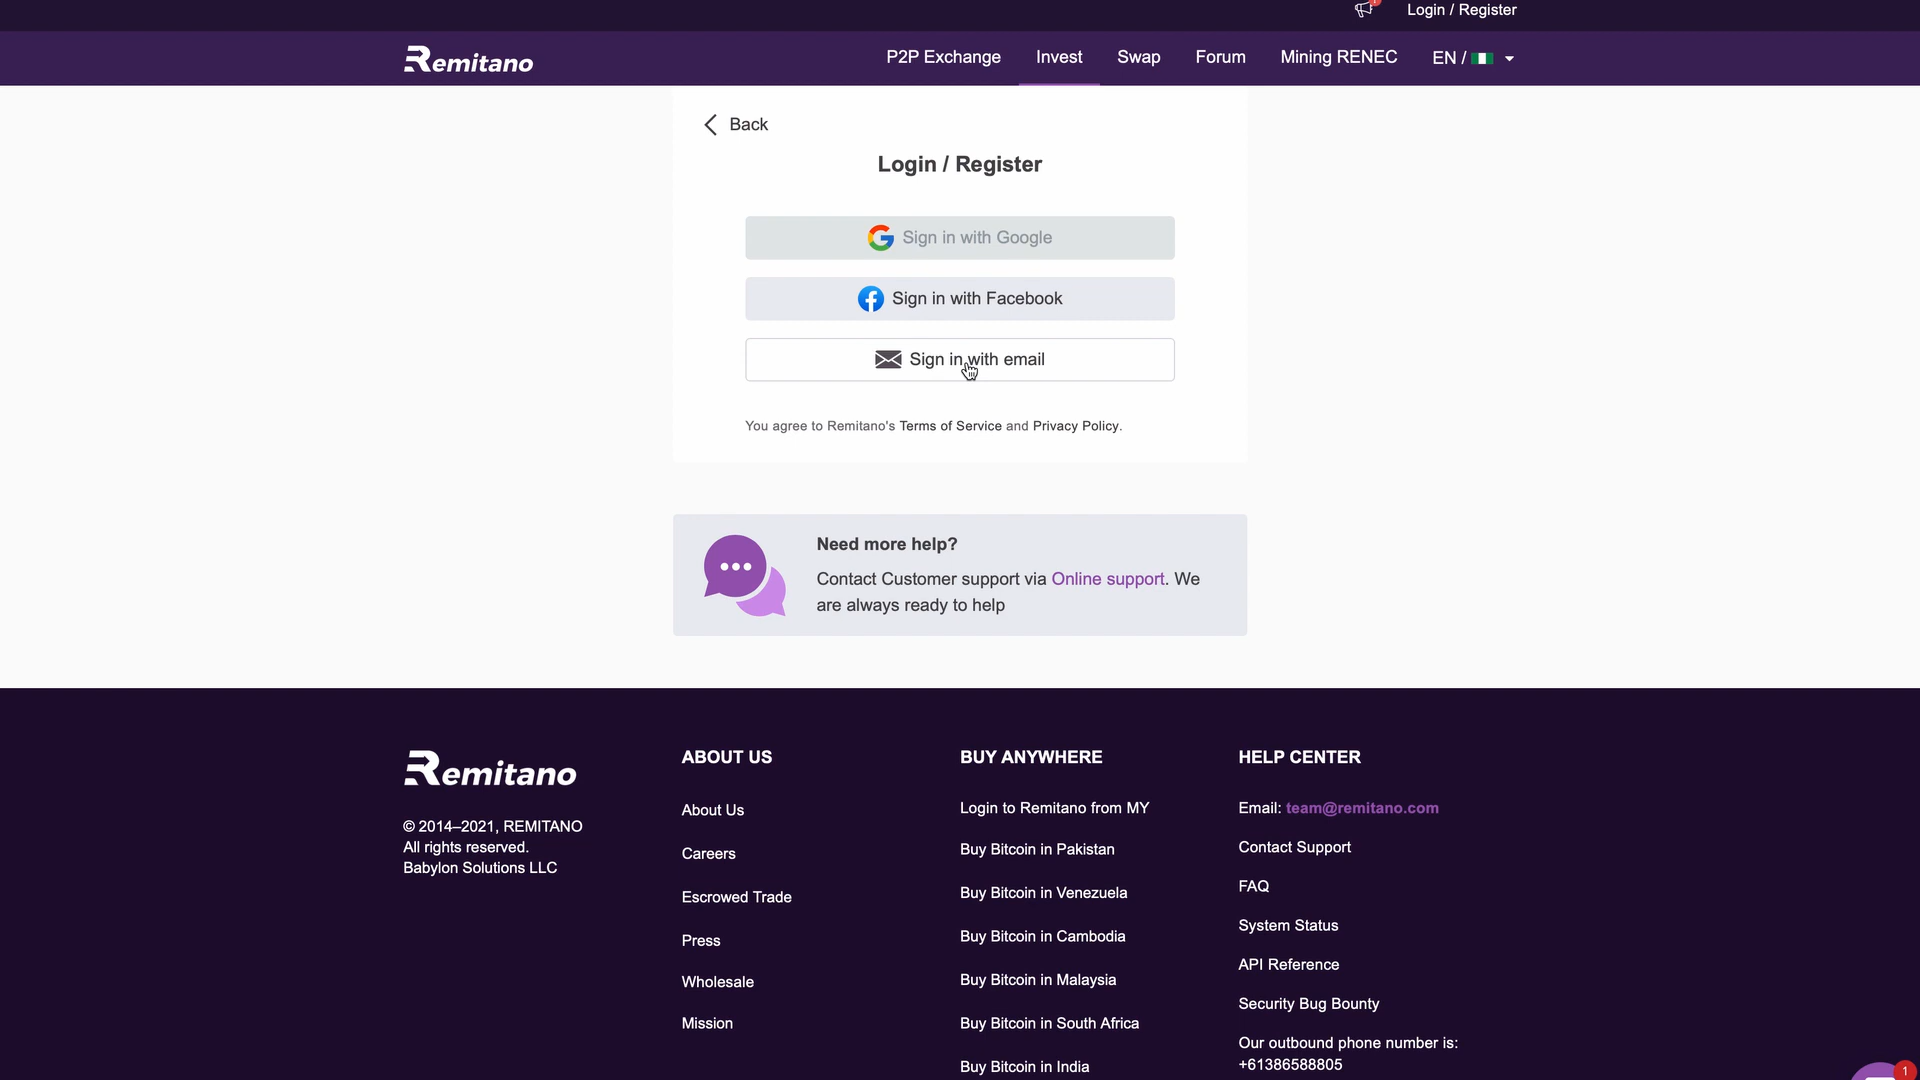 Login / Register
Remitano
P2P Exchange
Invest
Swap
Forum
Mining RENEC
EN /
Back
Login / Register
Sign in with Google
Sign in with Facebook
Sign in with email
You agree to Remitano's Terms of Service and Privacy Policy.
Need more help?
Contact Customer support via Online support. We
are always ready to help
Remitano
© 2014–2021, REMITANO
All rights reserved.
Babylon Solutions LLC
ABOUT US
About Us
Careers
Escrowed Trade
Press
Wholesale
Mission
BUY ANYWHERE
Login to Remitano from MY
Buy Bitcoin in Pakistan
Buy Bitcoin in Venezuela
Buy Bitcoin in Cambodia
Buy Bitcoin in Malaysia
Buy Bitcoin in South Africa
Buy Bitcoin in India
HELP CENTER
Email: team@remitano.com
Contact Support
FAQ
System Status
API Reference
Security Bug Bounty
Our outbound phone number is:
+61386588805
1